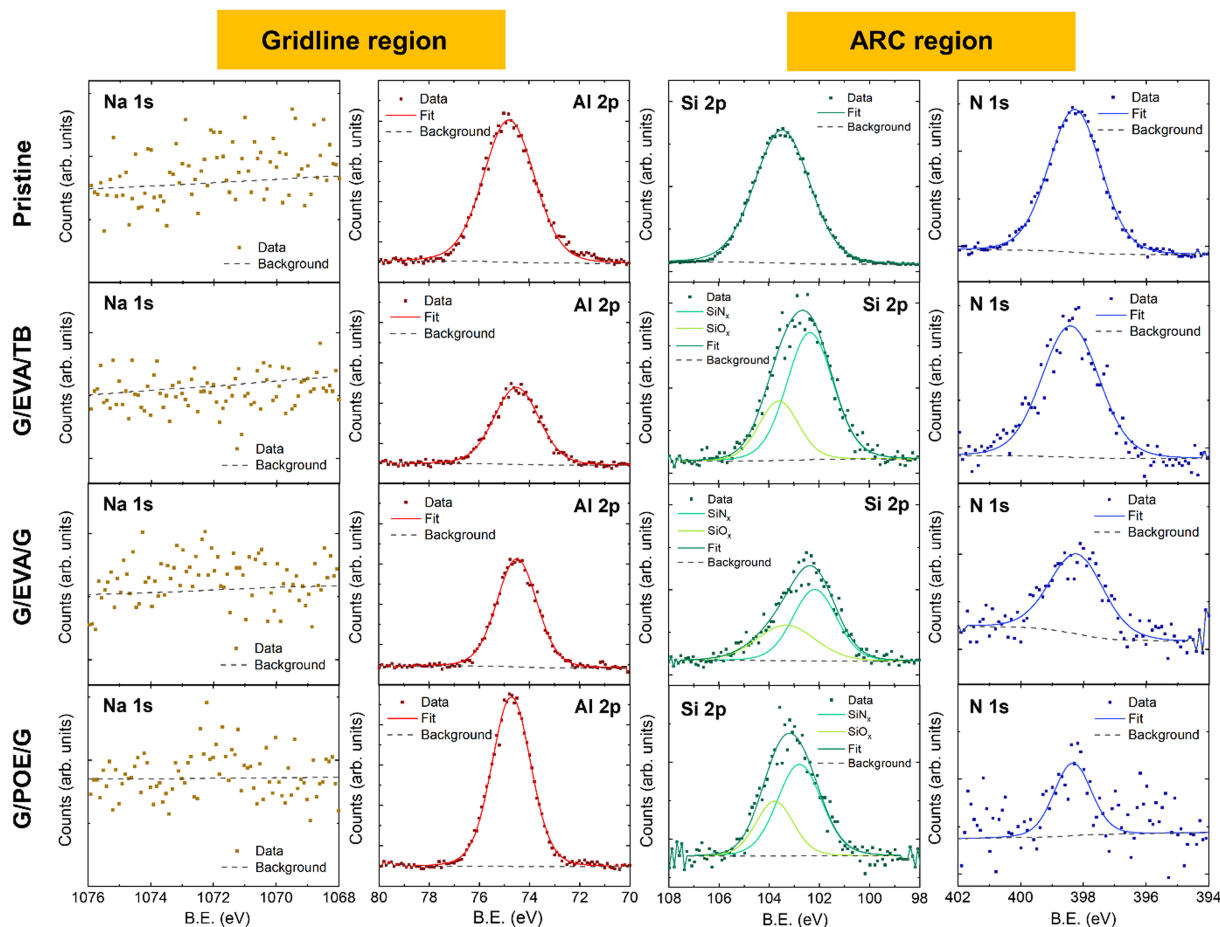 Gridline region
ARC region
Pristine
Counts (arb. units)
Na 1s
Data
Background
Counts (arb. units)
Al 2p
Data
Fit
Background
Counts (arb. units)
Si 2p
Data
Fit
Background
Counts (arb. units)
N 1s
Data
Fit
Background
G/EVA/TB
Counts (arb. units)
Na 1s
Data
Background
Counts (arb. units)
Al 2p
Data
Fit
Background
Counts (arb. units)
Si 2p
Data
SiNx
SiOx
Fit
Background
Counts (arb. units)
N 1s
Data
Fit
Background
G/EVA/G
Counts (arb. units)
Na 1s
Data
Background
Counts (arb. units)
Al 2p
Data
Fit
Background
Counts (arb. units)
Si 2p
Data
SiNx
SiOx
Fit
Background
Counts (arb. units)
N 1s
Data
Fit
Background
G/POE/G
Counts (arb. units)
Na 1s
Data
Background
1076 1074 1072 1070 1068
B.E. (eV)
Counts (arb. units)
Al 2p
Data
Fit
Background
80 78 76 74 72 70
B.E. (eV)
Counts (arb. units)
Si 2p
Data
SiNx
SiOx
Fit
Background
108 106 104 102 100 98
B.E. (eV)
Counts (arb. units)
N 1s
Data
Fit
Background
402 400 398 396 394
B.E. (eV)